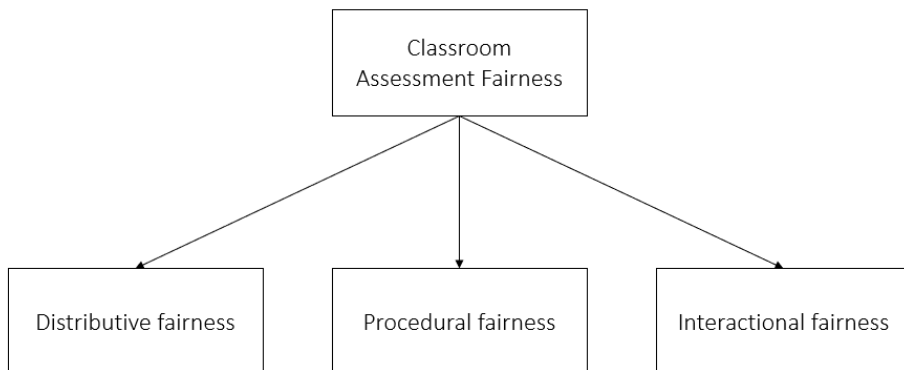 Classroom
Assessment Fairness
Distributive fairness
Procedural fairness
Interactional fairness